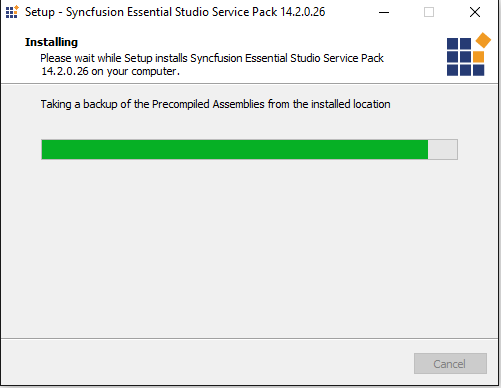 Setup - Syncfusion Essential Studio Service Pack 14.2.0.26
Installing
Please wait while Setup installs Syncfusion Essential Studio Service Pack
14.2.0.26 on your computer.
Taking a backup of the Precompiled Assemblies from the installed location
Cancel